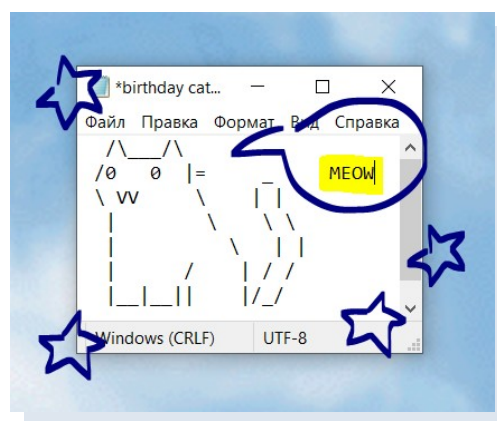 *birthday cat...
Файл Правка Формат Вид Справка
MEOW
Windows (CRLF) UTF-8